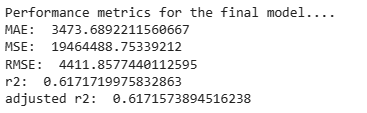 Performance metrics for the final model....
MAE:  3473.6892211560667
MSE:  19464488.75339212
RMSE:  4411.8577440112595
r2:  0.6171719975832863
adjusted r2:  0.6171573894516238